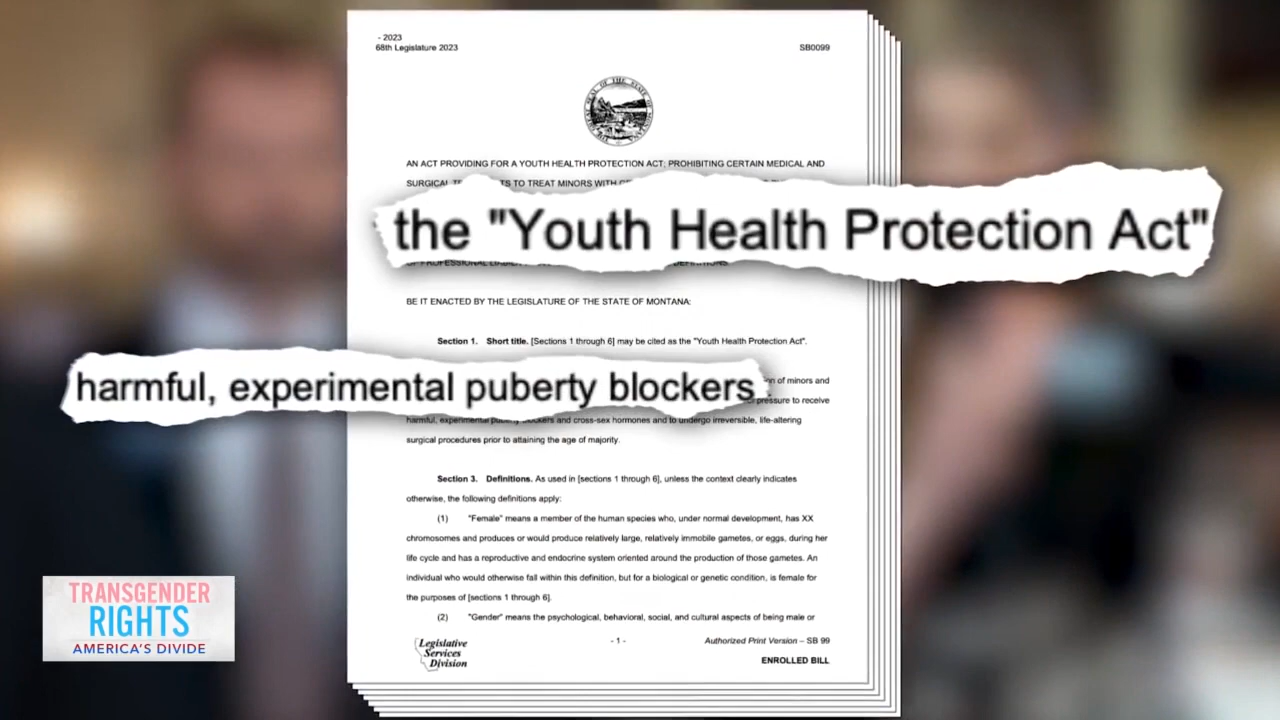 - 2023
68th Legislature 2023
SB0099
AN ACT PROVIDING FOR A YOUTH HEALTH PROTECTION ACT; PROHIBITING CERTAIN MEDICAL AND
SURGICAL TS TO TREAT MINORS WITH
the "Youth Health Protection Act"
BE IT ENACTED BY THE LEGISLATURE OF THE STATE OF MONTANA:
Section 1. Short title. [Sections 1 through 6] may be cited as the "Youth Health Protection Act".
harmful, experimental puberty blockers
of minors and
pressure to receive
harmful, experimental puberty blockers and cross-sex hormones and to undergo irreversible, life-altering
surgical procedures prior to attaining the age of majority.
Section 3. Definitions. As used in [sections 1 through 6], unless the context clearly indicates
otherwise, the following definitions apply:
(1) "Female" means a member of the human species who, under normal development, has XX
chromosomes and produces or would produce relatively large, relatively immobile gametes, or eggs, during her
life cycle and has a reproductive and endocrine system oriented around the production of those gametes. An
individual who would otherwise fall within this definition, but for a biological or genetic condition, is female for
the purposes of [sections 1 through 6].
(2) "Gender" means the psychological, behavioral, social, and cultural aspects of being male or
Legislative
Services
Division
- 1 -
Authorized Print Version – SB 99
ENROLLED BILL
TRANSGENDER
RIGHTS
AMERICA'S DIVIDE